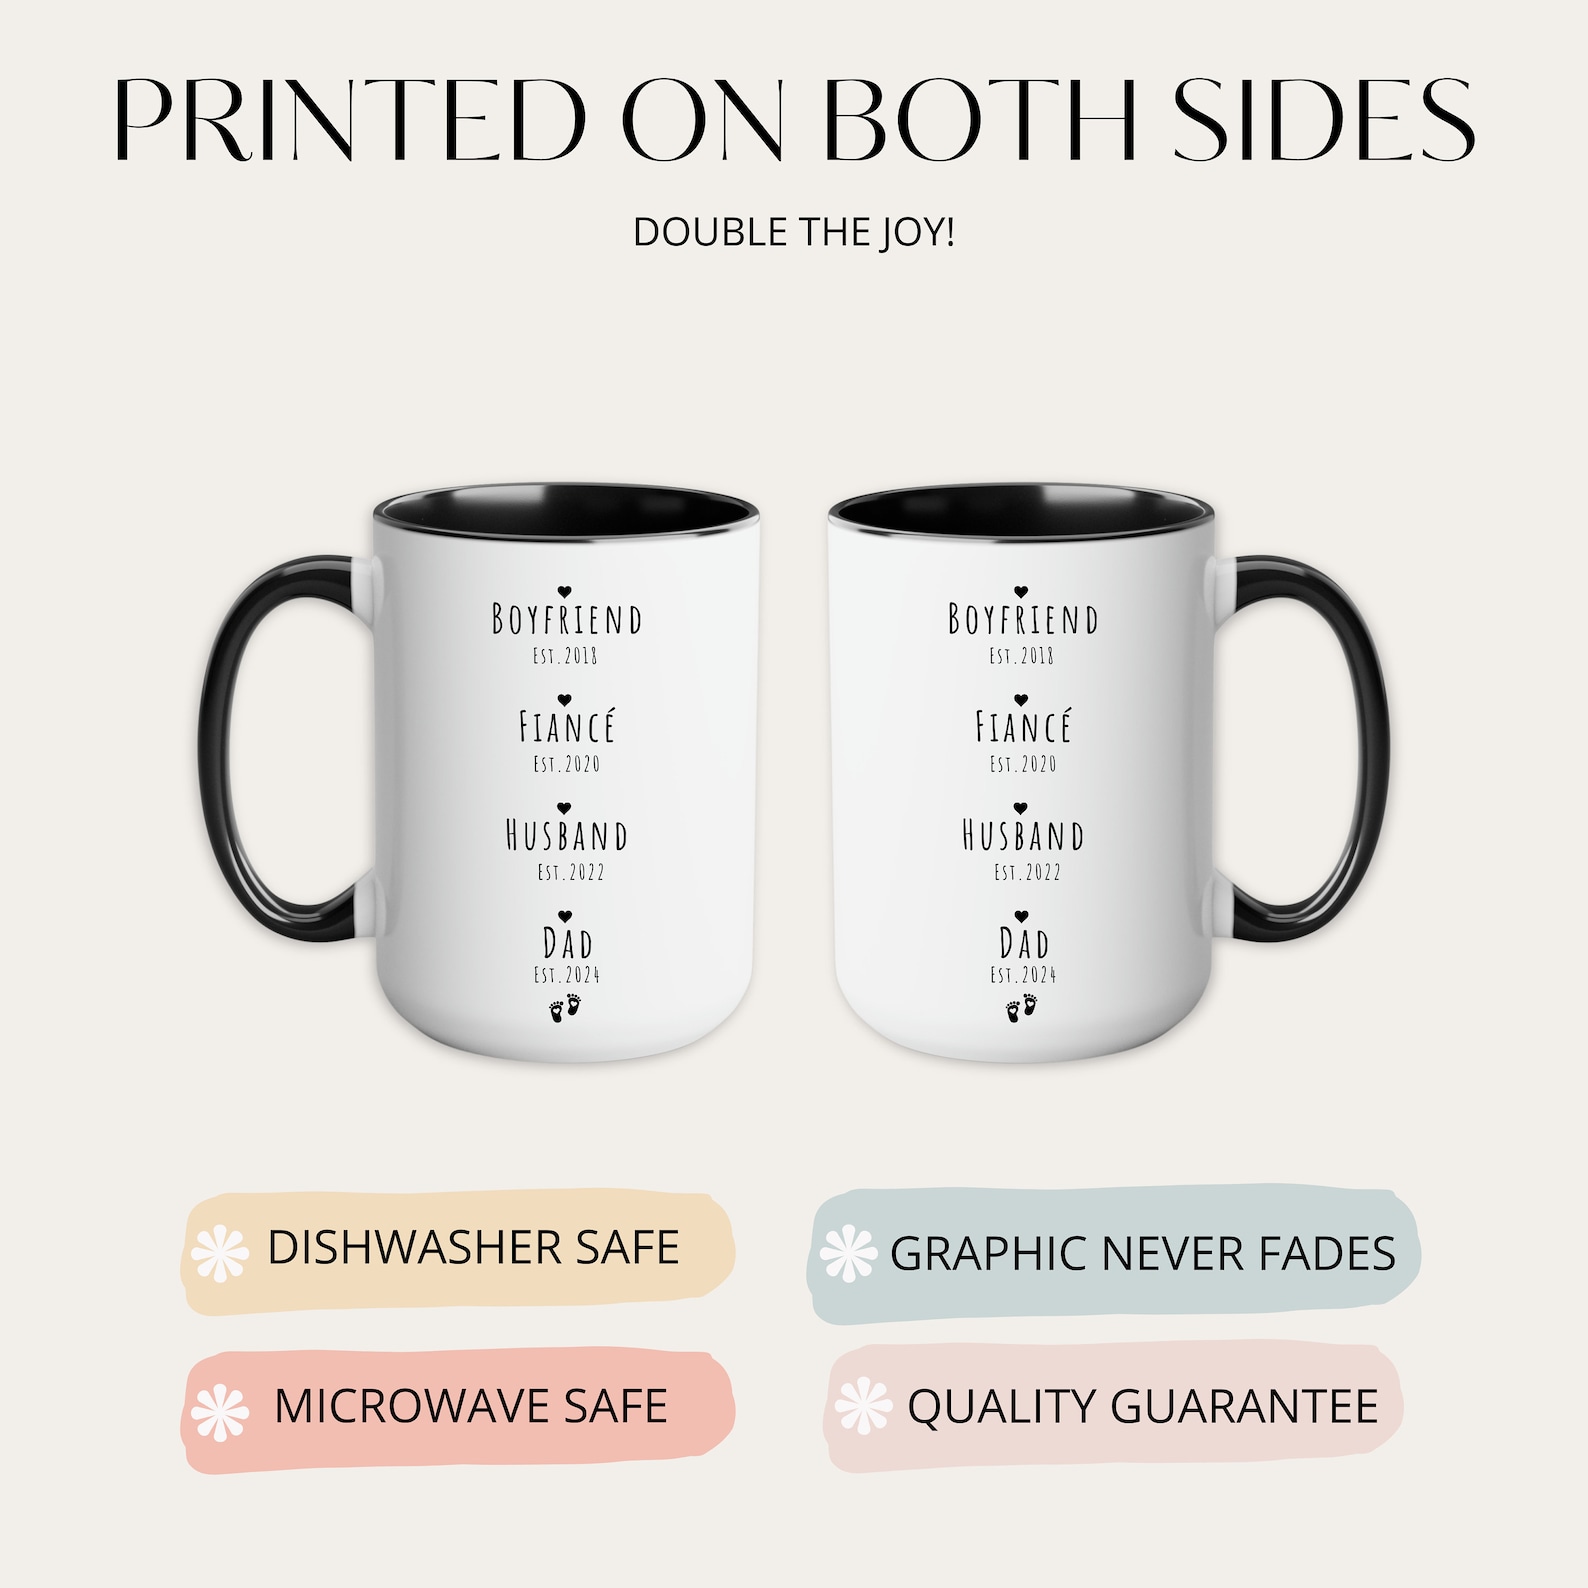 PRINTED ON BOTH SIDES
DOUBLE THE JOY!
BOYFRIEND
EST.2018
FIANCÉ
EST.2020
HUSBAND
EST.2022
DAD
EST.2024
BOYFRIEND
EST.2018
FIANCÉ
EST.2020
HUSBAND
EST.2022
DAD
EST.2024
DISHWASHER SAFE
GRAPHIC NEVER FADES
MICROWAVE SAFE
QUALITY GUARANTEE